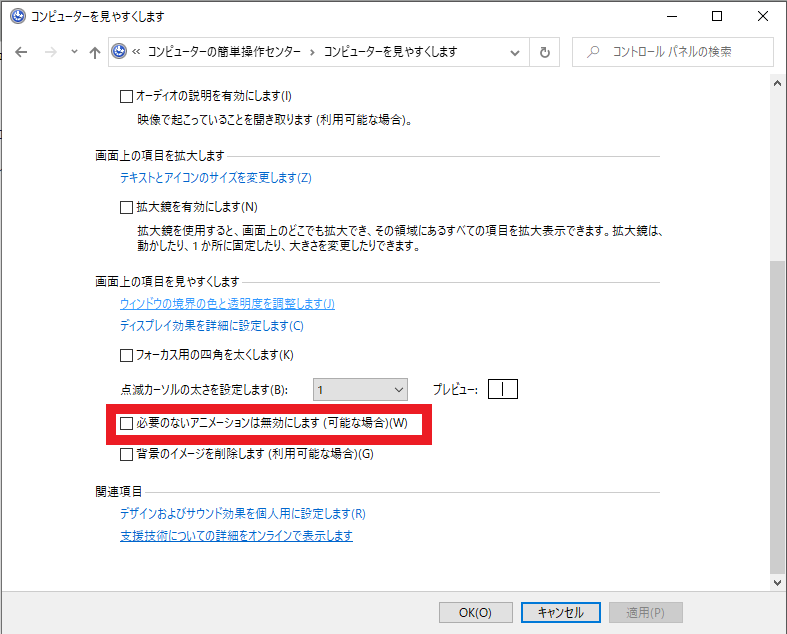 コンピューターを見やすくします
« コンピューターの簡単操作センター › コンピューターを見やすくします
コントロール パネルの検索
オーディオの説明を有効にします(I)
映像で起こっていることを聞き取ります (利用可能な場合)。
画面上の項目を拡大します
テキストとアイコンのサイズを変更します(Z)
拡大鏡を有効にします(N)
拡大鏡を使用すると、画面上のどこでも拡大でき、その領域にあるすべての項目を拡大表示できます。拡大鏡は、
動かしたり、1 か所に固定したり、大きさを変更したりできます。
画面上の項目を見やすくします
ウィンドウの境界の色と透明度を調整します(J)
ディスプレイ効果を詳細に設定します(C)
フォーカス用の四角を太くします(K)
点滅カーソルの太さを設定します(B): 1 プレビュー:
必要のないアニメーションは無効にします (可能な場合)(W)
背景のイメージを削除します (利用可能な場合)(G)
関連項目
デザインおよびサウンド効果を個人用に設定します(R)
支援技術についての詳細をオンラインで表示します
OK(O) キャンセル 適用(P)